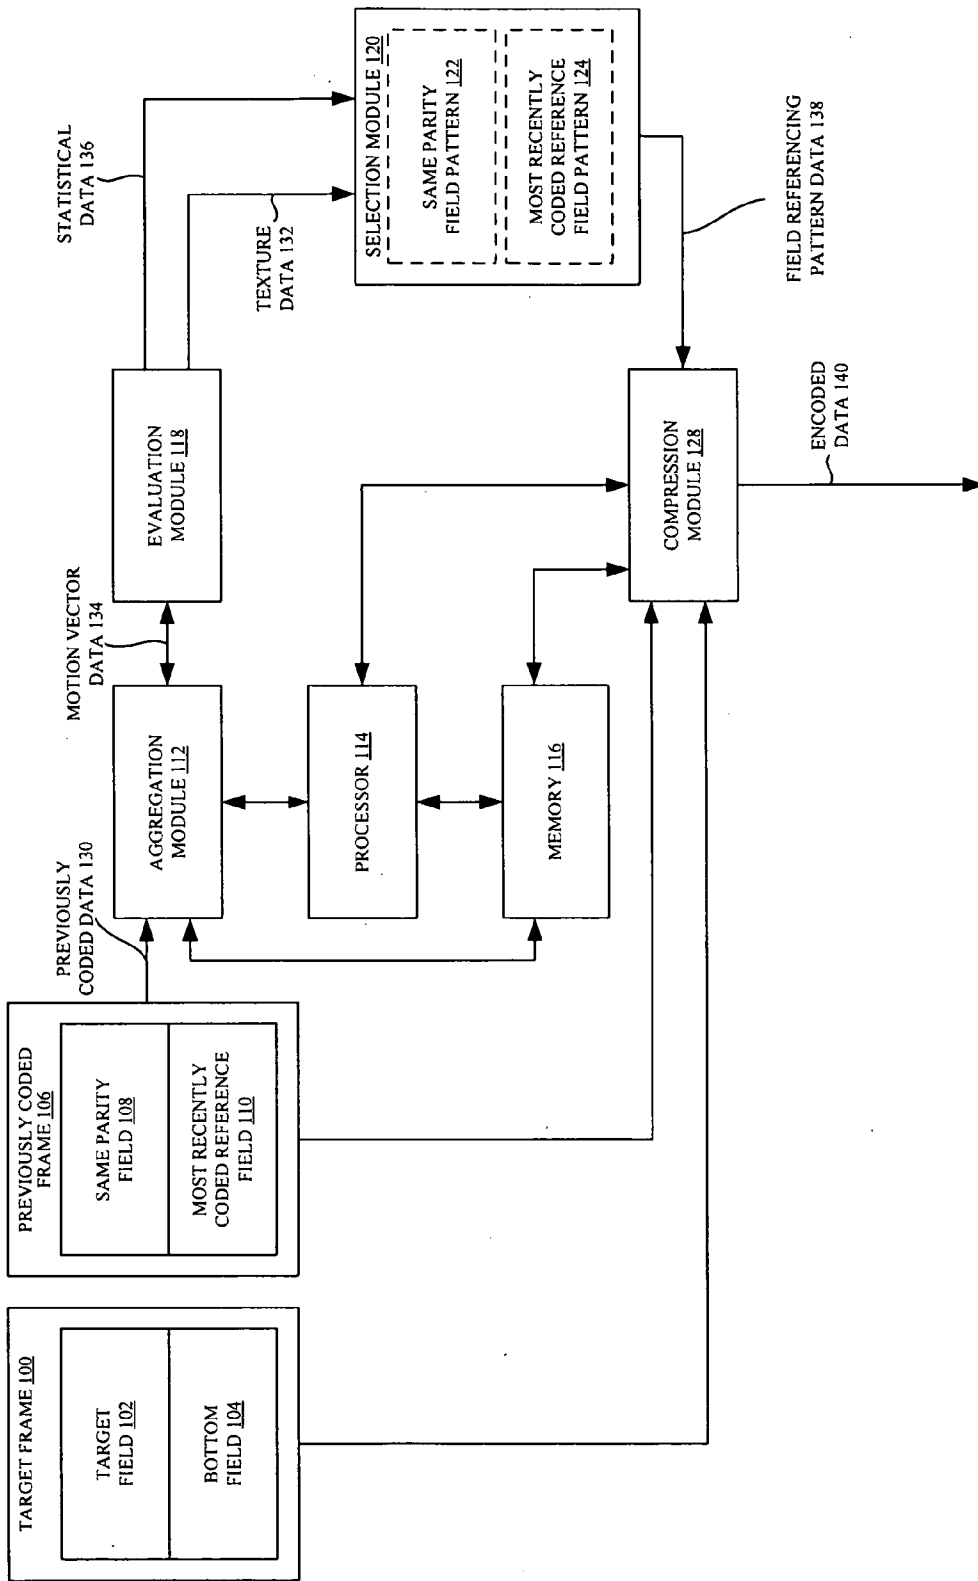 TARGET FRAME 100
TARGET
FIELD 102
BOTTOM
FIELD 104
PREVIOUSLY CODED
FRAME 106
SAME PARITY
FIELD 108
MOST RECENTLY
CODED REFERENCE
FIELD 110
PREVIOUSLY
CODED DATA 130
AGGREGATION
MODULE 112
PROCESSOR 114
MEMORY 116
MOTION VECTOR
DATA 134
EVALUATION
MODULE 118
STATISTICAL
DATA 136
TEXTURE
DATA 132
SELECTION MODULE 120
SAME PARITY
FIELD PATTERN 122
MOST RECENTLY
CODED REFERENCE
FIELD PATTERN 124
COMPRESSION
MODULE 128
FIELD REFERENCING
PATTERN DATA 138
ENCODED
DATA 140